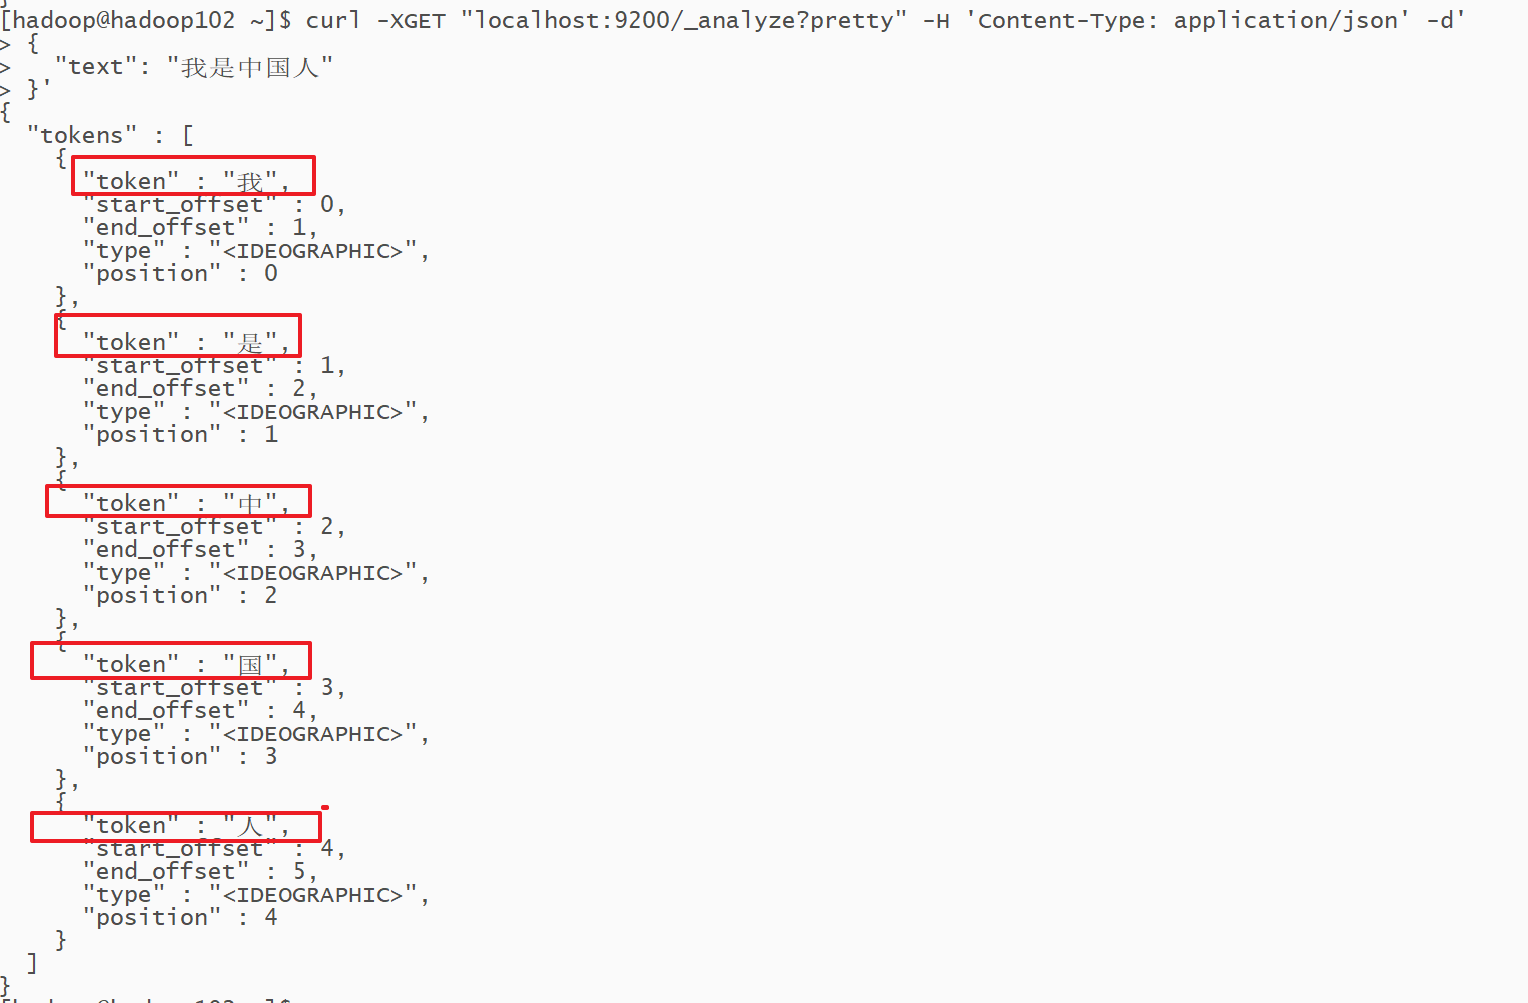 [hadoop@hadoop102 ~]$ curl -XGET "localhost:9200/_analyze?pretty" -H 'Content-Type: application/json' -d'
> {
>   "text": "我是中国人"
> }'
{
  "tokens" : [
    {
      "token" : "我",
      "start_offset" : 0,
      "end_offset" : 1,
      "type" : "<IDEOGRAPHIC>",
      "position" : 0
    },
    {
      "token" : "是",
      "start_offset" : 1,
      "end_offset" : 2,
      "type" : "<IDEOGRAPHIC>",
      "position" : 1
    },
    {
      "token" : "中",
      "start_offset" : 2,
      "end_offset" : 3,
      "type" : "<IDEOGRAPHIC>",
      "position" : 2
    },
    {
      "token" : "国",
      "start_offset" : 3,
      "end_offset" : 4,
      "type" : "<IDEOGRAPHIC>",
      "position" : 3
    },
    {
      "token" : "人",
      "start_offset" : 4,
      "end_offset" : 5,
      "type" : "<IDEOGRAPHIC>",
      "position" : 4
    }
  ]
}